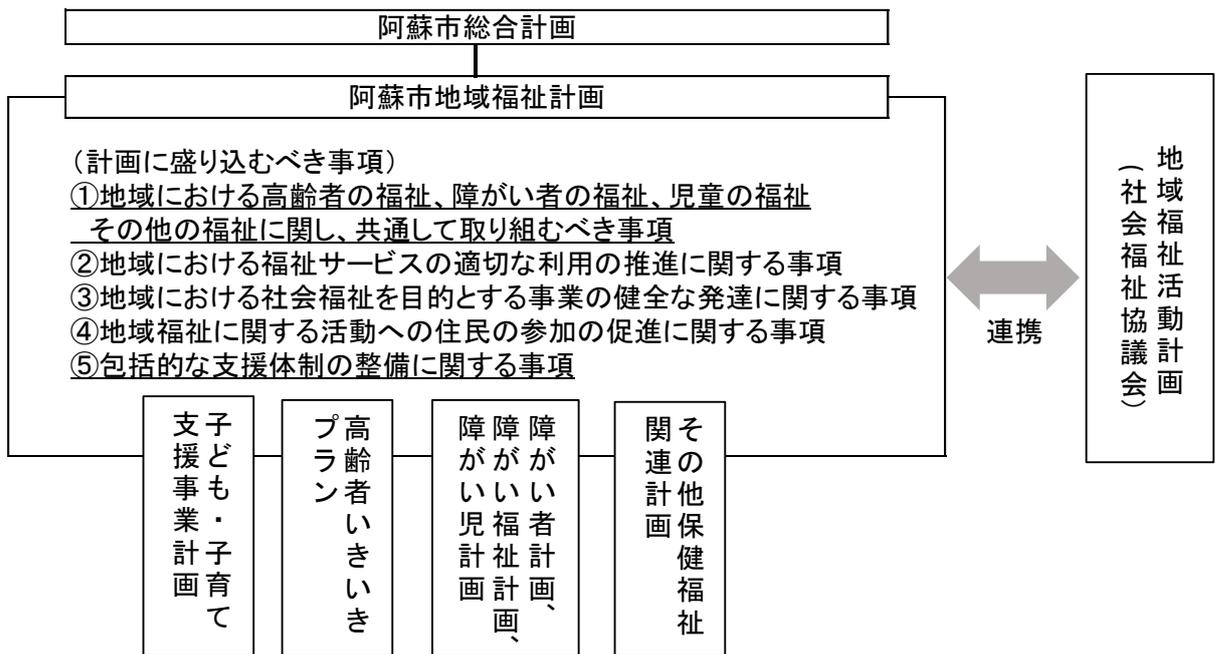 阿蘇市総合計画
阿蘇市地域福祉計画
（計画に盛り込むべき事項）
①地域における高齢者の福祉、障がい者の福祉、児童の福祉
その他の福祉に関し、共通して取り組むべき事項
②地域における福祉サービスの適切な利用の推進に関する事項
③地域における社会福祉を目的とする事業の健全な発達に関する事項
④地域福祉に関する活動への住民の参加の促進に関する事項
⑤包括的な支援体制の整備に関する事項
連携
地域福祉活動計画
（社会福祉協議会）
子ども・子育て
支援事業計画
高齢者いきいき
プラン
障がい者計画、
障がい福祉計画、
障がい児計画
その他保健福祉
関連計画